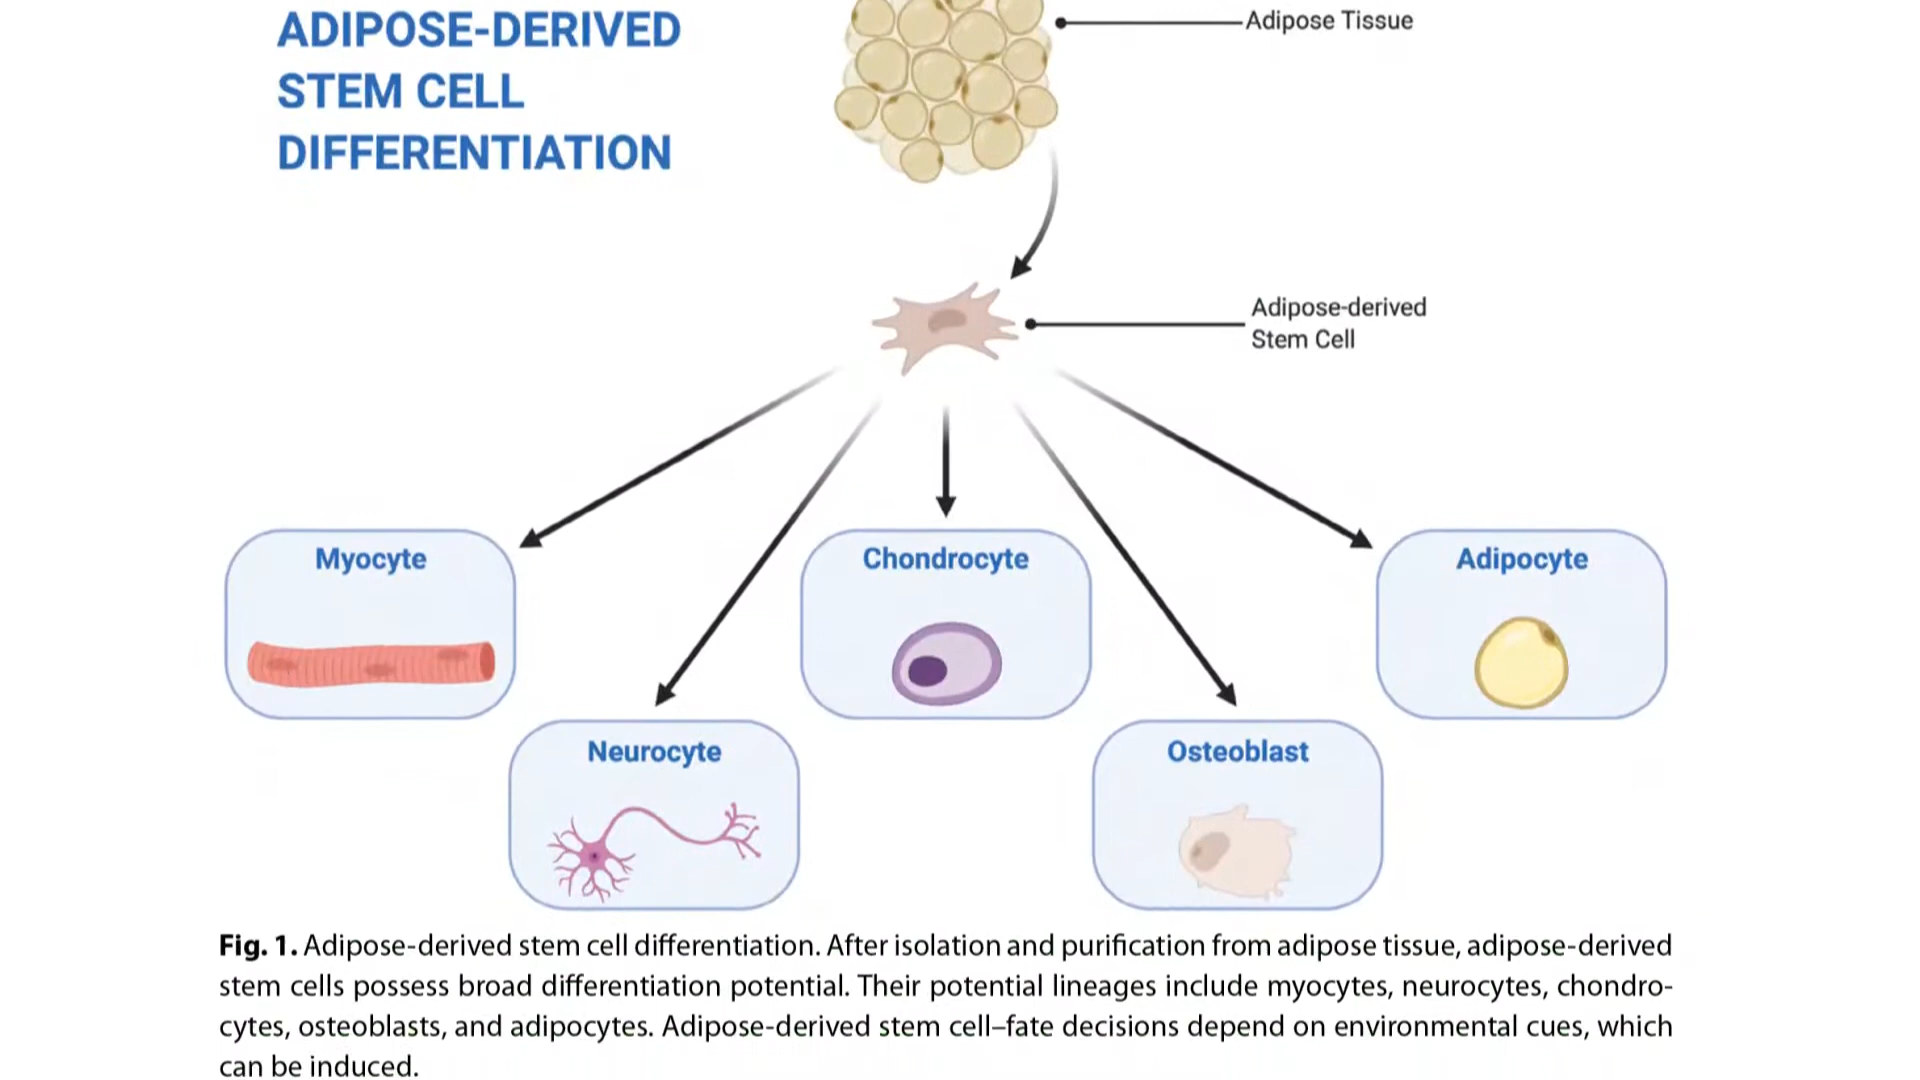 ADIPOSE-DERIVED
STEM CELL
DIFFERENTIATION
Adipose Tissue
Adipose-derived
Stem Cell
Myocyte
Chondrocyte
Adipocyte
Neurocyte
Osteoblast
Fig. 1. Adipose-derived stem cell differentiation. After isolation and purification from adipose tissue, adipose-derived
stem cells possess broad differentiation potential. Their potential lineages include myocytes, neurocytes, chondro-
cytes, osteoblasts, and adipocytes. Adipose-derived stem cell–fate decisions depend on environmental cues, which
can be induced.